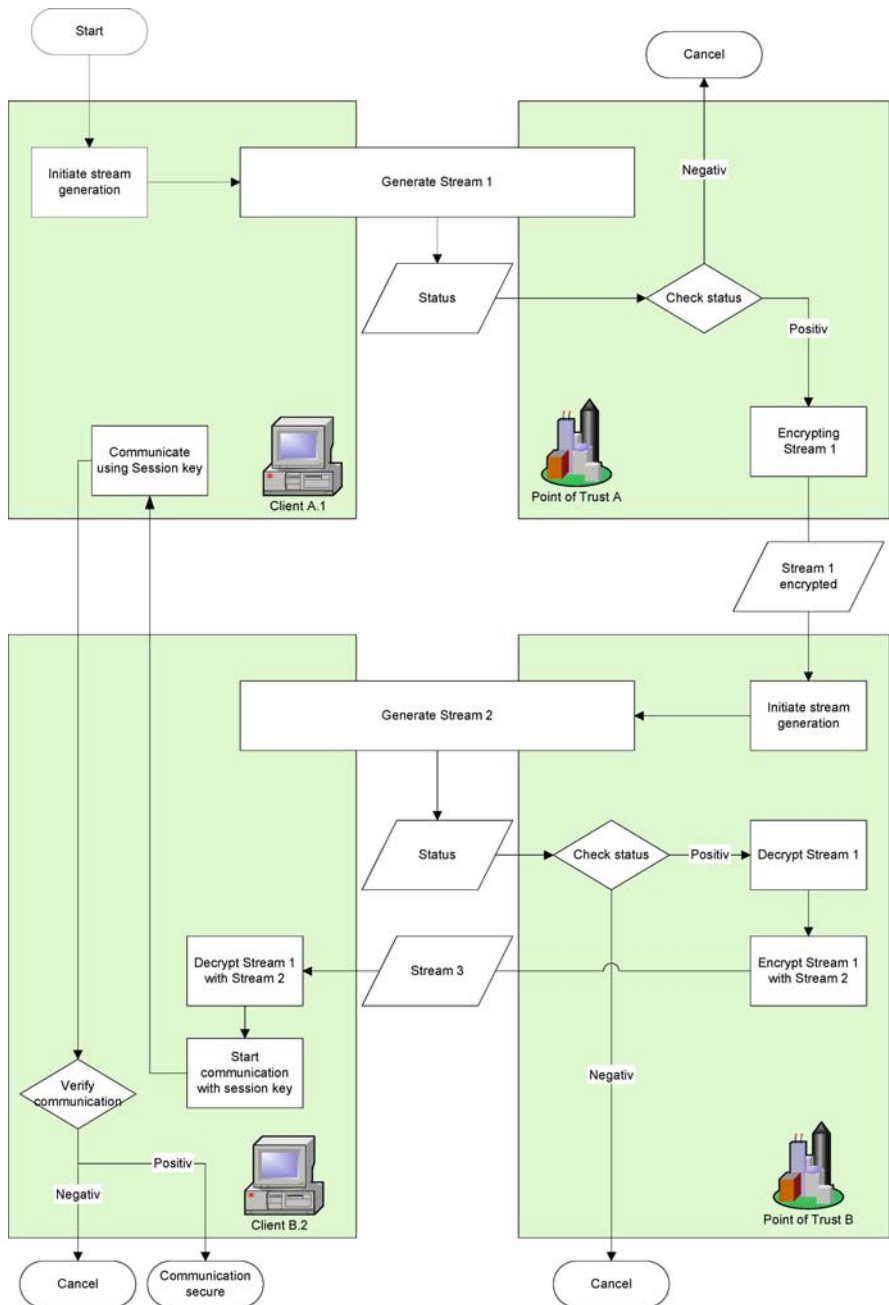 Start
Cancel
Negativ
Initiate stream
generation
Generate Stream 1
Status
Check status
Positiv
Communicate
using Session key
Client A.1
Point of Trust A
Encrypting
Stream 1
Stream 1
encrypted
Generate Stream 2
Initiate stream
generation
Status
Check status
Positiv
Decrypt Stream 1
Decrypt Stream 1
with Stream 2
Stream 3
Encrypt Stream 1
with Stream 2
Start
communication
with session key
Negativ
Verify
communication
Positiv
Negativ
Client B.2
Point of Trust B
Cancel
Communication
secure
Cancel